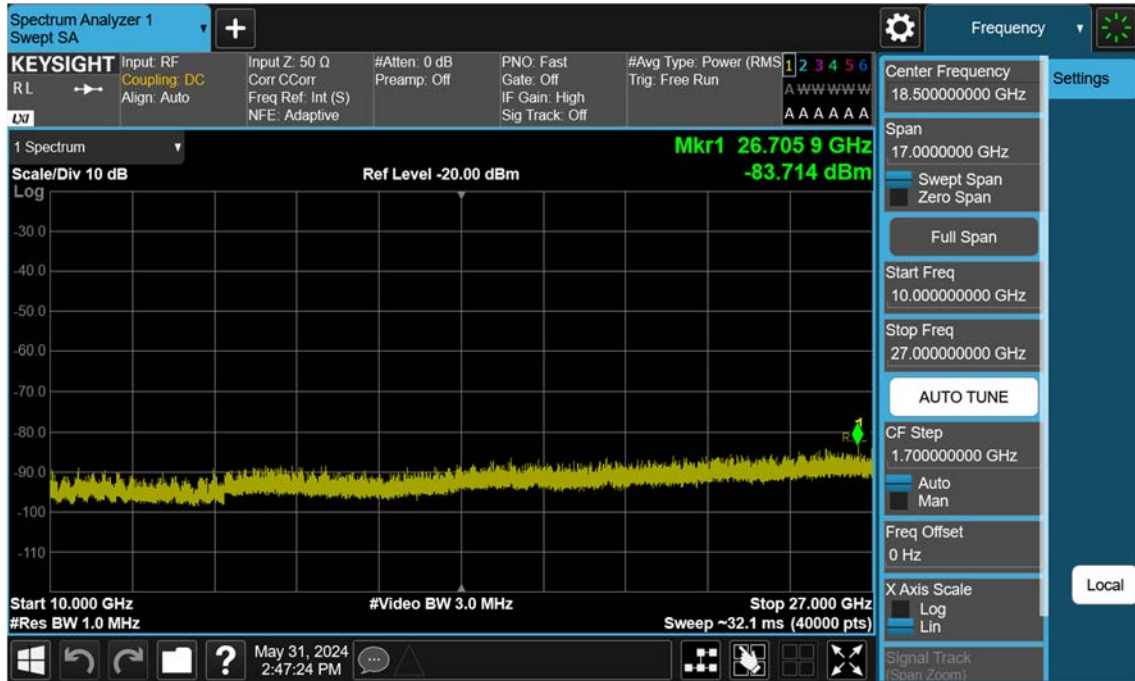 Spectrum Analyzer 1
Swept SA
Frequency
KEYSIGHT
R L
LXI
Input: RF
Coupling: DC
Align: Auto
Input Z: 50 Ω
Corr CCorr
Freq Ref: Int (S)
NFE: Adaptive
#Atten: 0 dB
Preamp: Off
PNO: Fast
Gate: Off
IF Gain: High
Sig Track: Off
#Avg Type: Power (RMS
Trig: Free Run
1 2 3 4 5 6
A W W W W W
A A A A A A
1 Spectrum
Mkr1 26.705 9 GHz
Scale/Div 10 dB
Ref Level -20.00 dBm
-83.714 dBm
Log
-30.0
-40.0
-50.0
-60.0
-70.0
-80.0
-90.0
-100
-110
1
Start 10.000 GHz
#Video BW 3.0 MHz
Stop 27.000 GHz
#Res BW 1.0 MHz
Sweep ~32.1 ms (40000 pts)
?
May 31, 2024
2:47:24 PM
Center Frequency
18.500000000 GHz
Span
17.0000000 GHz
Swept Span
Zero Span
Full Span
Start Freq
10.000000000 GHz
Stop Freq
27.000000000 GHz
AUTO TUNE
CF Step
1.700000000 GHz
Auto
Man
Freq Offset
0 Hz
X Axis Scale
Log
Lin
Signal Track
(Span Zoom)
Settings
Local